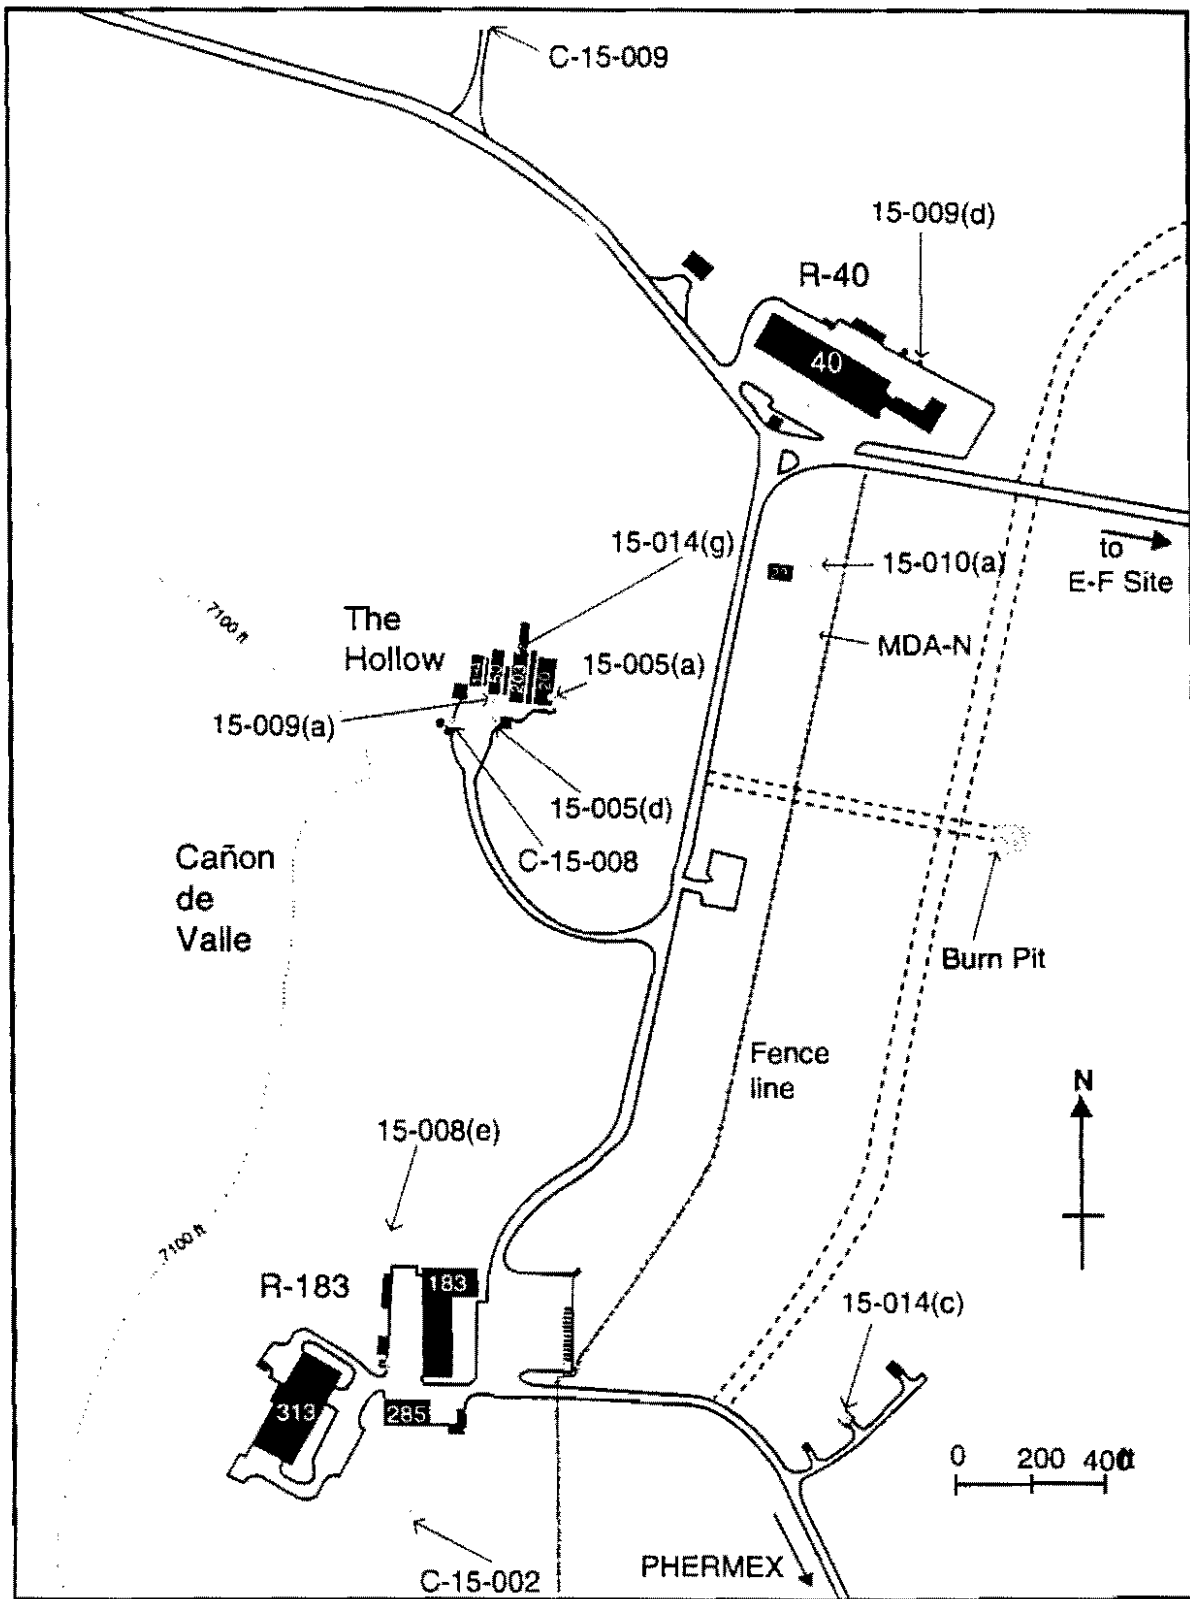 C-15-009
15-009(d)
R-40
40
15-014(g)
15-010(a)
to
E-F Site
7100 ft
The
Hollow
MDA-N
15-005(a)
203
15-009(a)
15-005(d)
C-15-008
Cañon
de
Valle
Burn Pit
Fence
line
N
15-008(e)
7100 ft
R-183
183
15-014(c)
313
285
0 200 400 ft
PHERMEX
C-15-002